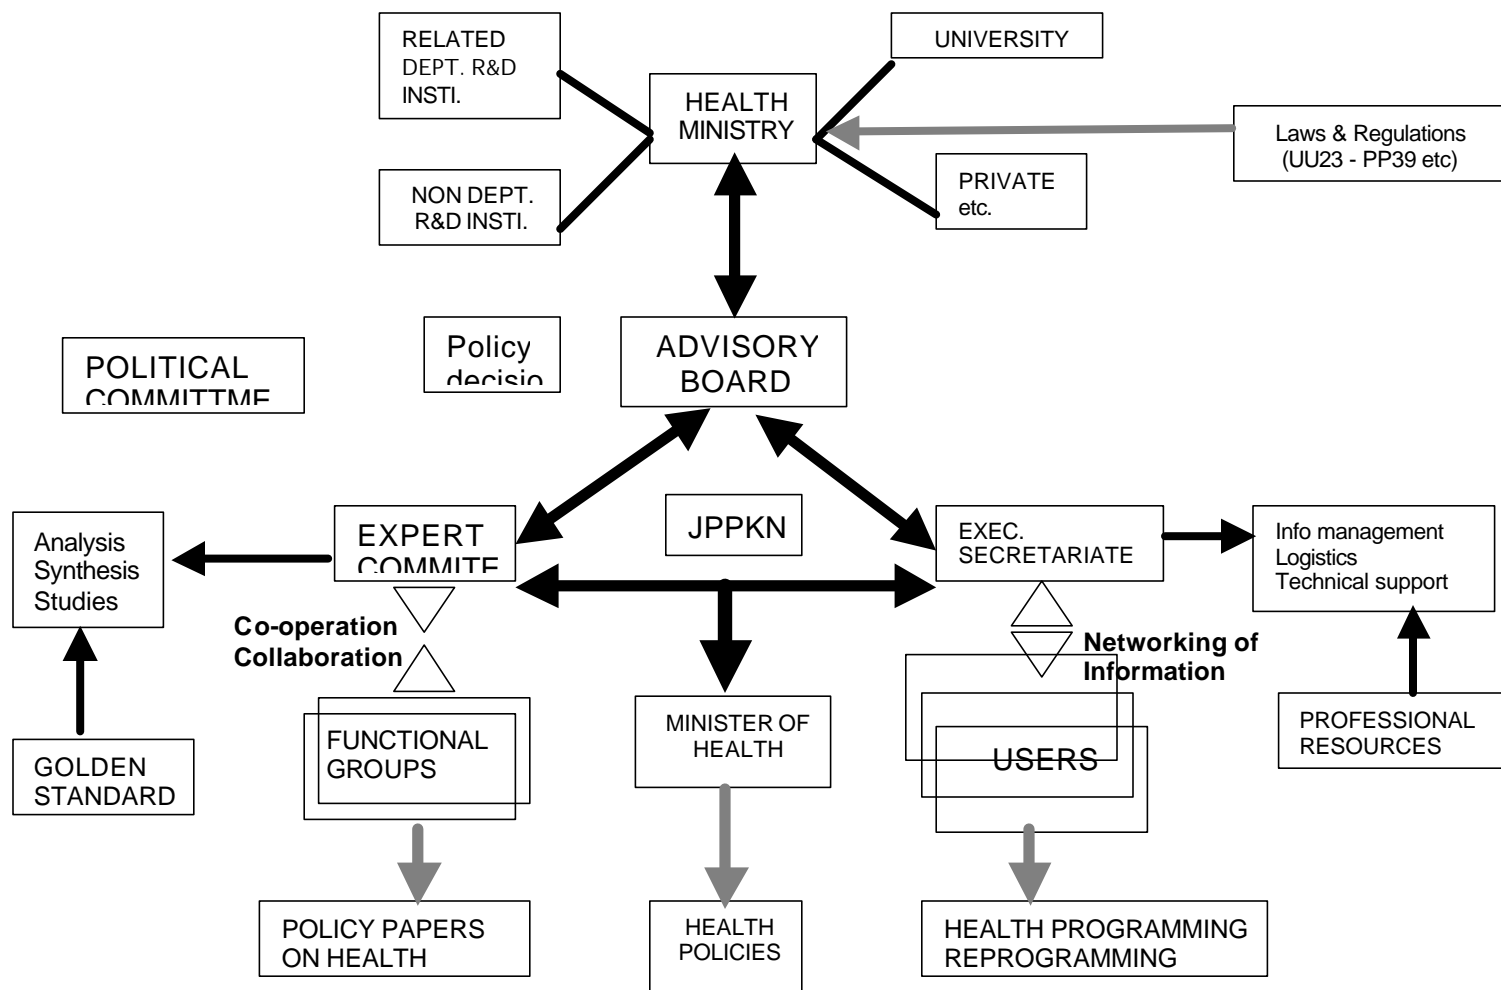 RELATED
DEPT. R&D
INSTI.
UNIVERSITY
HEALTH
MINISTRY
Laws & Regulations
(UU23 - PP39 etc)
NON DEPT.
R&D INSTI.
PRIVATE
etc.
POLITICAL
COMMITTME
Policy
decisio
ADVISORY
BOARD
Analysis
Synthesis
Studies
EXPERT
COMMITE
JPPKN
EXEC.
SECRETARIATE
Info management
Logistics
Technical support
Co-operation
Collaboration
Networking of
Information
GOLDEN
STANDARD
FUNCTIONAL
GROUPS
MINISTER OF
HEALTH
USERS
PROFESSIONAL
RESOURCES
POLICY PAPERS
ON HEALTH
HEALTH
POLICIES
HEALTH PROGRAMMING
REPROGRAMMING